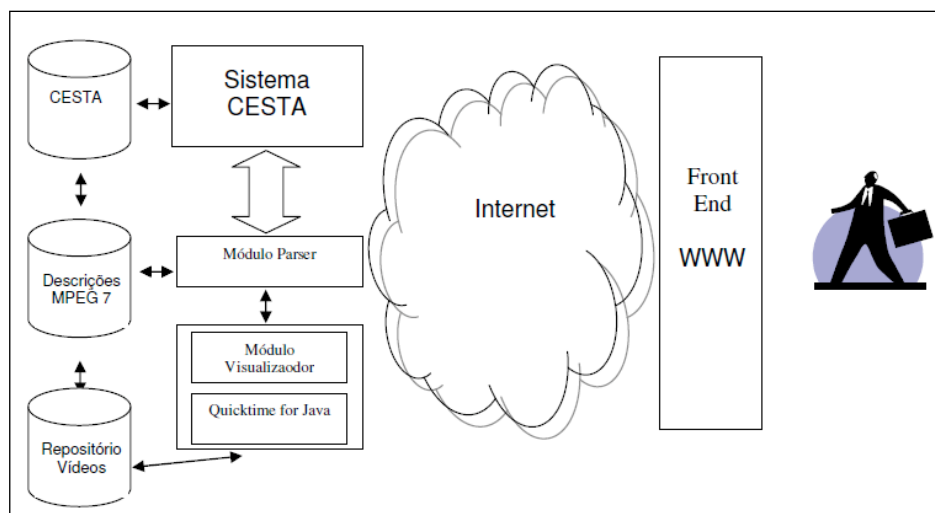 CESTA
Sistema
CESTA
Internet
Front
End
WWW
Módulo Parser
Descrições
MPEG 7
Módulo
Visualizaodor
Quicktime for Java
Repositório
Vídeos